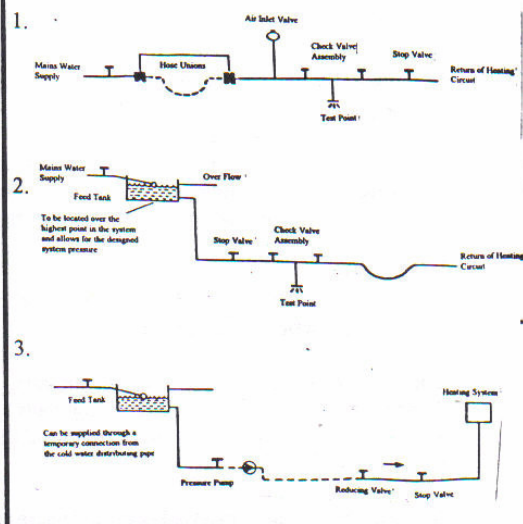 1.
Air Inlet Valve
Mains Water
Supply
Hose Unions
Check Valve
Assembly
Stop Valve
Return of Heating
Circuit
Test Point
2.
Mains Water
Supply
Over Flow
Feed Tank
To be located over the
highest point in the system
and allows for the designed
system pressure
Stop Valve
Check Valve
Assembly
Return of Heating
Circuit
Test Point
3.
Feed Tank
Heating System
Can be supplied through a
temporary connection from
the cold water distributing pipe
Pressure Pump
Reducing Valve
Stop Valve